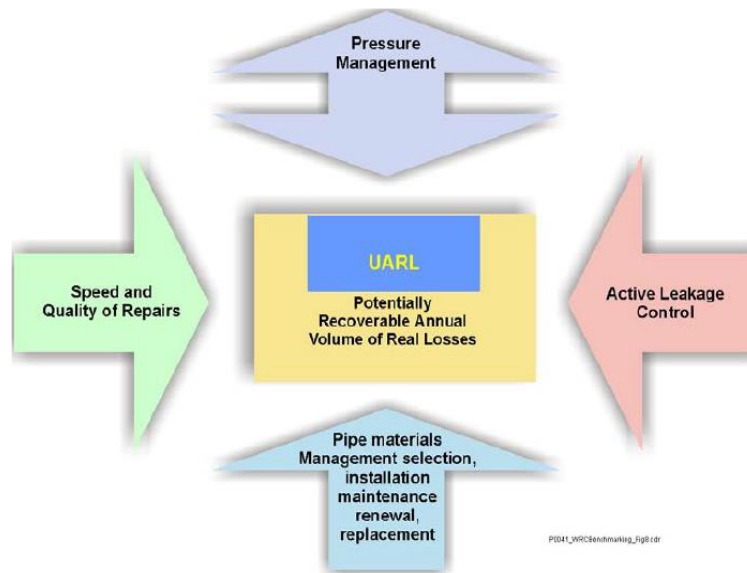 Pressure
Management
UARL
Potentially
Recoverable Annual
Volume of Real Losses
Speed and
Quality of Repairs
Active Leakage
Control
Pipe materials
Management selection,
installation
maintenance
renewal,
replacement
P0041_WRCBenchmarking_Fig8.cdr